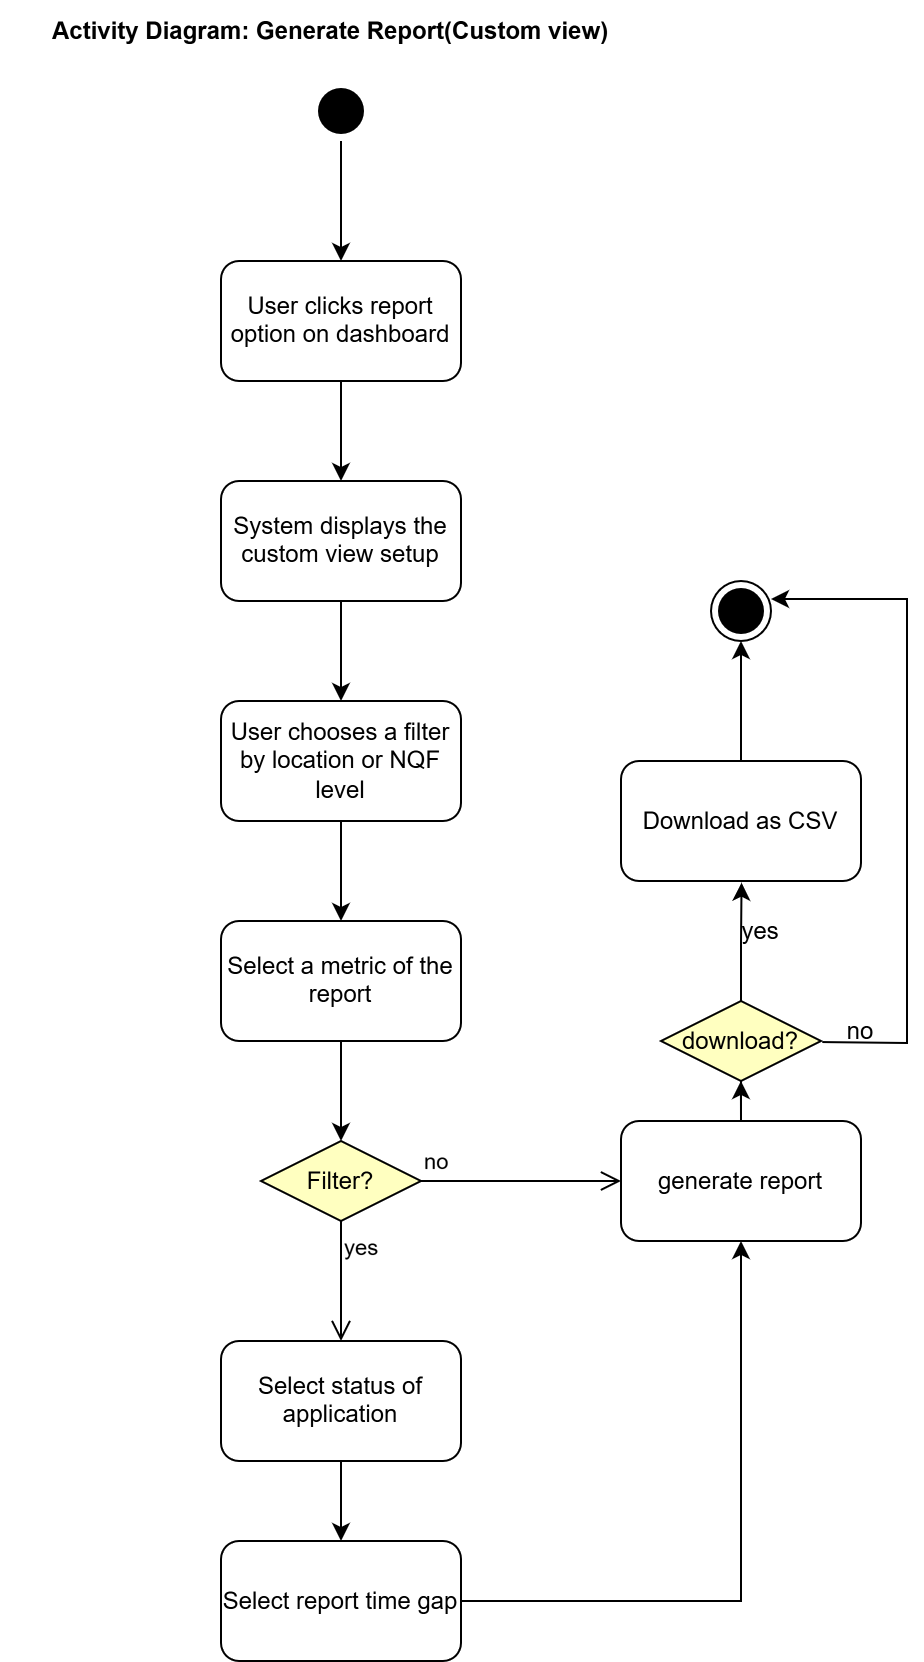 Activity Diagram: Generate Report(Custom view)
User clicks report
option on dashboard
System displays the
custom view setup
User chooses a filter
by location or NQF
level
Select a metric of the
report
Filter?
no
yes
Select status of
application
Select report time gap
generate report
download?
no
yes
Download as CSV